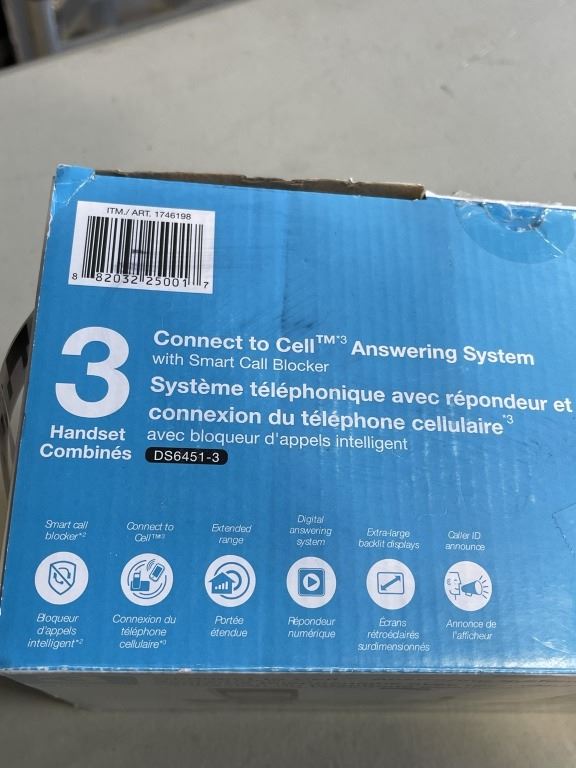 ITM./ ART. 1746198
8 82032 25001 7
3
Handset
Combinés
Connect to Cell™*3 Answering System
with Smart Call Blocker
Système téléphonique avec répondeur et
connexion du téléphone cellulaire*3
avec bloqueur d'appels intelligent
DS6451-3
Smart call
blocker*2
Bloqueur
d'appels
intelligent*2
Connect to
Cell™*3
Connexion du
téléphone
cellulaire*3
Extended
range
Portée
étendue
Digital
answering
system
Répondeur
numérique
Extra-large
backlit displays
Écrans
rétroéclairés
surdimensionnés
Caller ID
announce
Annonce de
l'afficheur